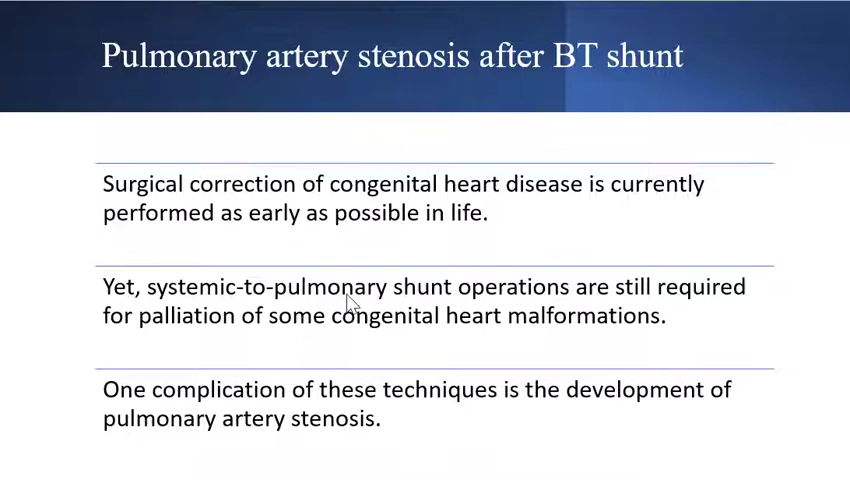 Pulmonary artery stenosis after BT shunt
Surgical correction of congenital heart disease is currently
performed as early as possible in life.
Yet, systemic-to-pulmonary shunt operations are still required
for palliation of some congenital heart malformations.
One complication of these techniques is the development of
pulmonary artery stenosis.